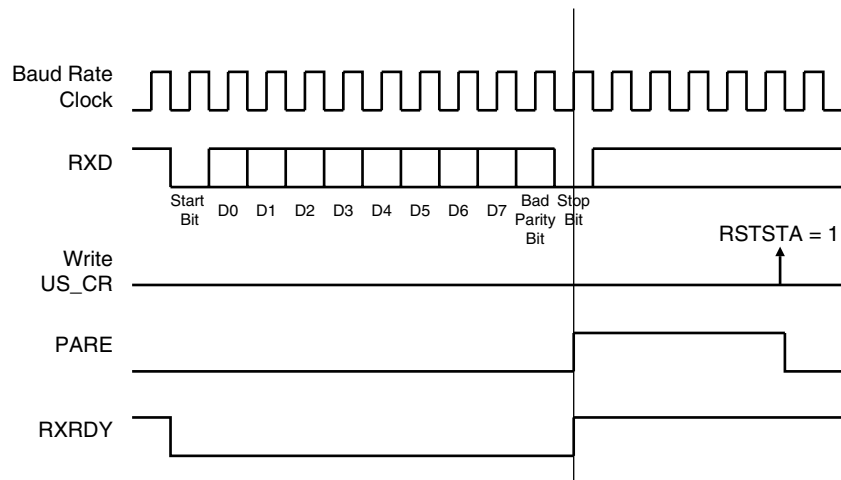 Baud Rate
Clock
RXD
Start
Bit
D0 D1 D2 D3 D4 D5 D6 D7
Bad
Parity
Bit
Stop
Bit
RSTSTA = 1
Write
US_CR
PARE
RXRDY